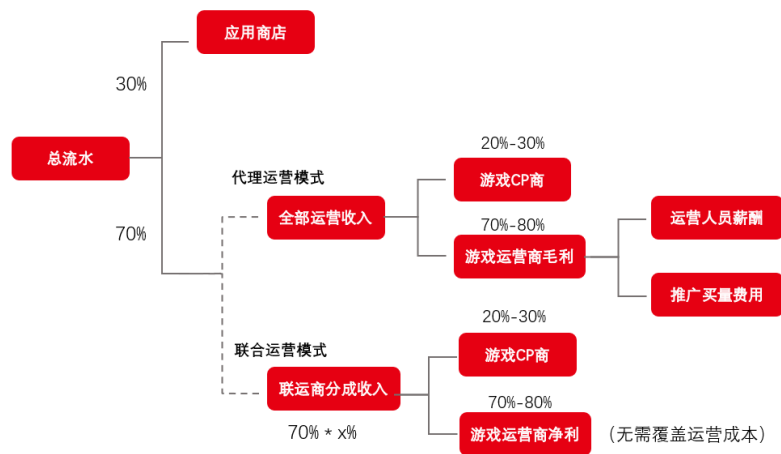 应用商店
30%
总流水
70%
代理运营模式
全部运营收入
20%-30%
游戏CP商
70%-80%
游戏运营商毛利
运营人员薪酬
推广买量费用
联合运营模式
联运商分成收入
70% * x%
20%-30%
游戏CP商
70%-80%
游戏运营商净利
（无需覆盖运营成本）